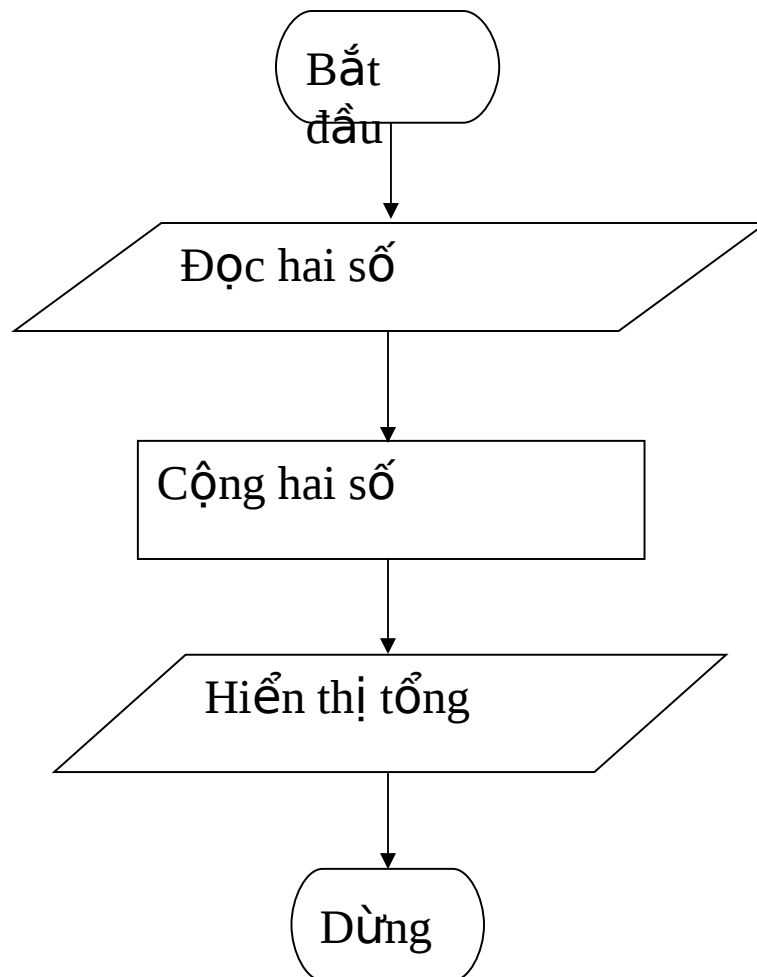 Bắt
đầu
Đọc hai số
Cộng hai số
Hiển thị tổng
Dừng